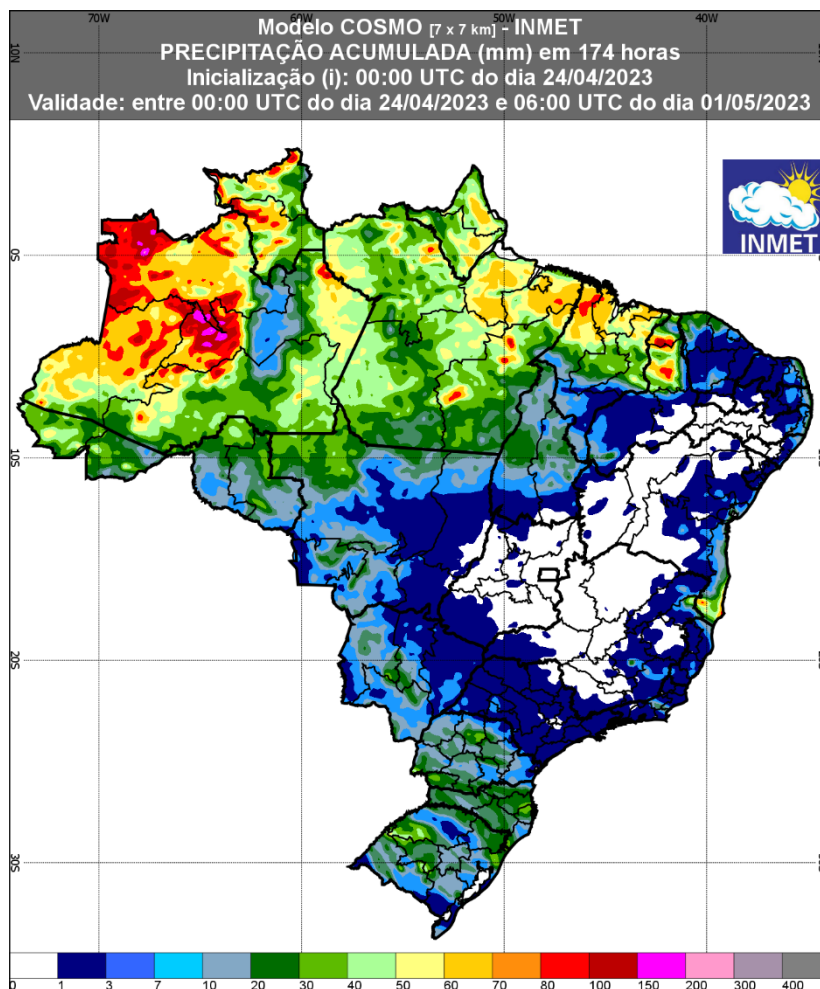 Modelo COSMO [7 x 7 km] - INMET
PRECIPITAÇÃO ACUMULADA (mm) em 174 horas
Inicialização (i): 00:00 UTC do dia 24/04/2023
Validade: entre 00:00 UTC do dia 24/04/2023 e 06:00 UTC do dia 01/05/2023
70W 60W 50W 40W
10N
INMET
0S
10S
20S
30S
0 1 3 7 10 20 30 40 50 60 70 80 100 150 200 300 400